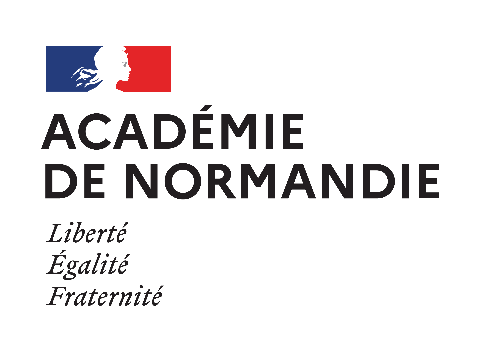 ACADÉMIE
DE NORMANDIE
Liberté
Égalité
Fraternité